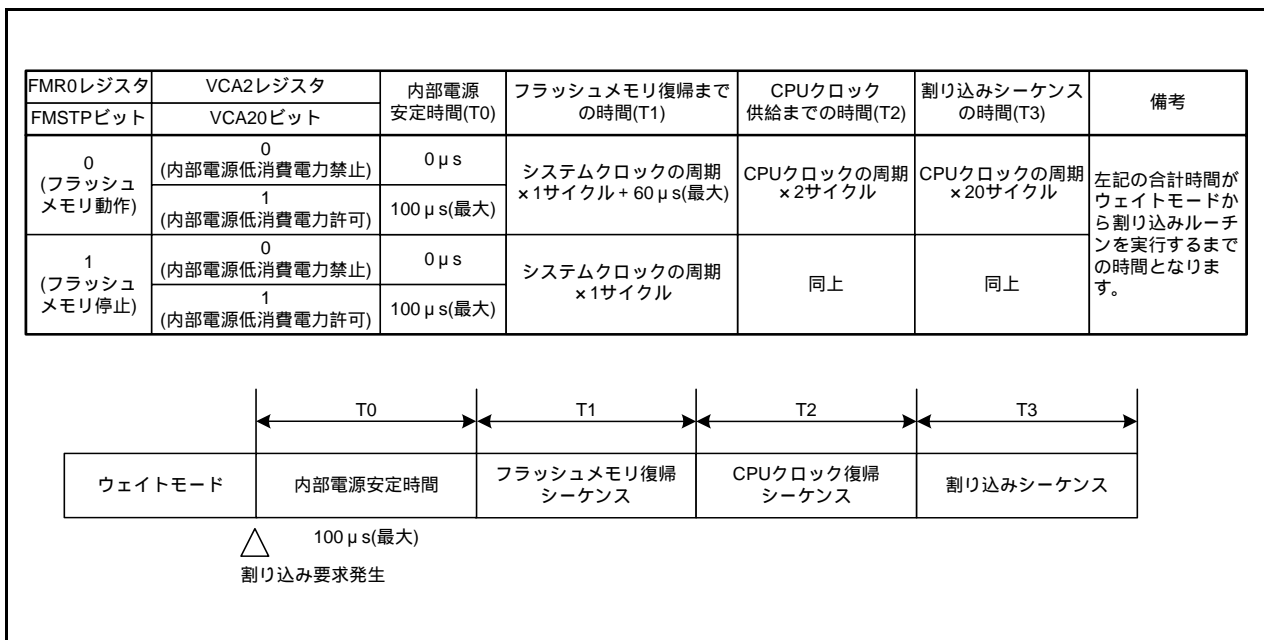 FMR0レジスタ
VCA2レジスタ
内部電源
安定時間(T0)
フラッシュメモリ復帰まで
の時間(T1)
CPUクロック
供給までの時間(T2)
割り込みシーケンス
の時間(T3)
備考
FMSTPビット
VCA20ビット
0
(フラッシュ
メモリ動作)
0
(内部電源低消費電力禁止)
0μs
システムクロックの周期
×1サイクル + 60μs(最大)
CPUクロックの周期
×2サイクル
CPUクロックの周期
×20サイクル
左記の合計時間が
ウェイトモードか
ら割り込みルーチ
ンを実行するまで
の時間となりま
す。
1
(内部電源低消費電力許可)
100μs(最大)
1
(フラッシュ
メモリ停止)
0
(内部電源低消費電力禁止)
0μs
システムクロックの周期
×1サイクル
同上
同上
1
(内部電源低消費電力許可)
100μs(最大)
T0
T1
T2
T3
ウェイトモード
内部電源安定時間
フラッシュメモリ復帰
シーケンス
CPUクロック復帰
シーケンス
割り込みシーケンス
100μs(最大)
割り込み要求発生